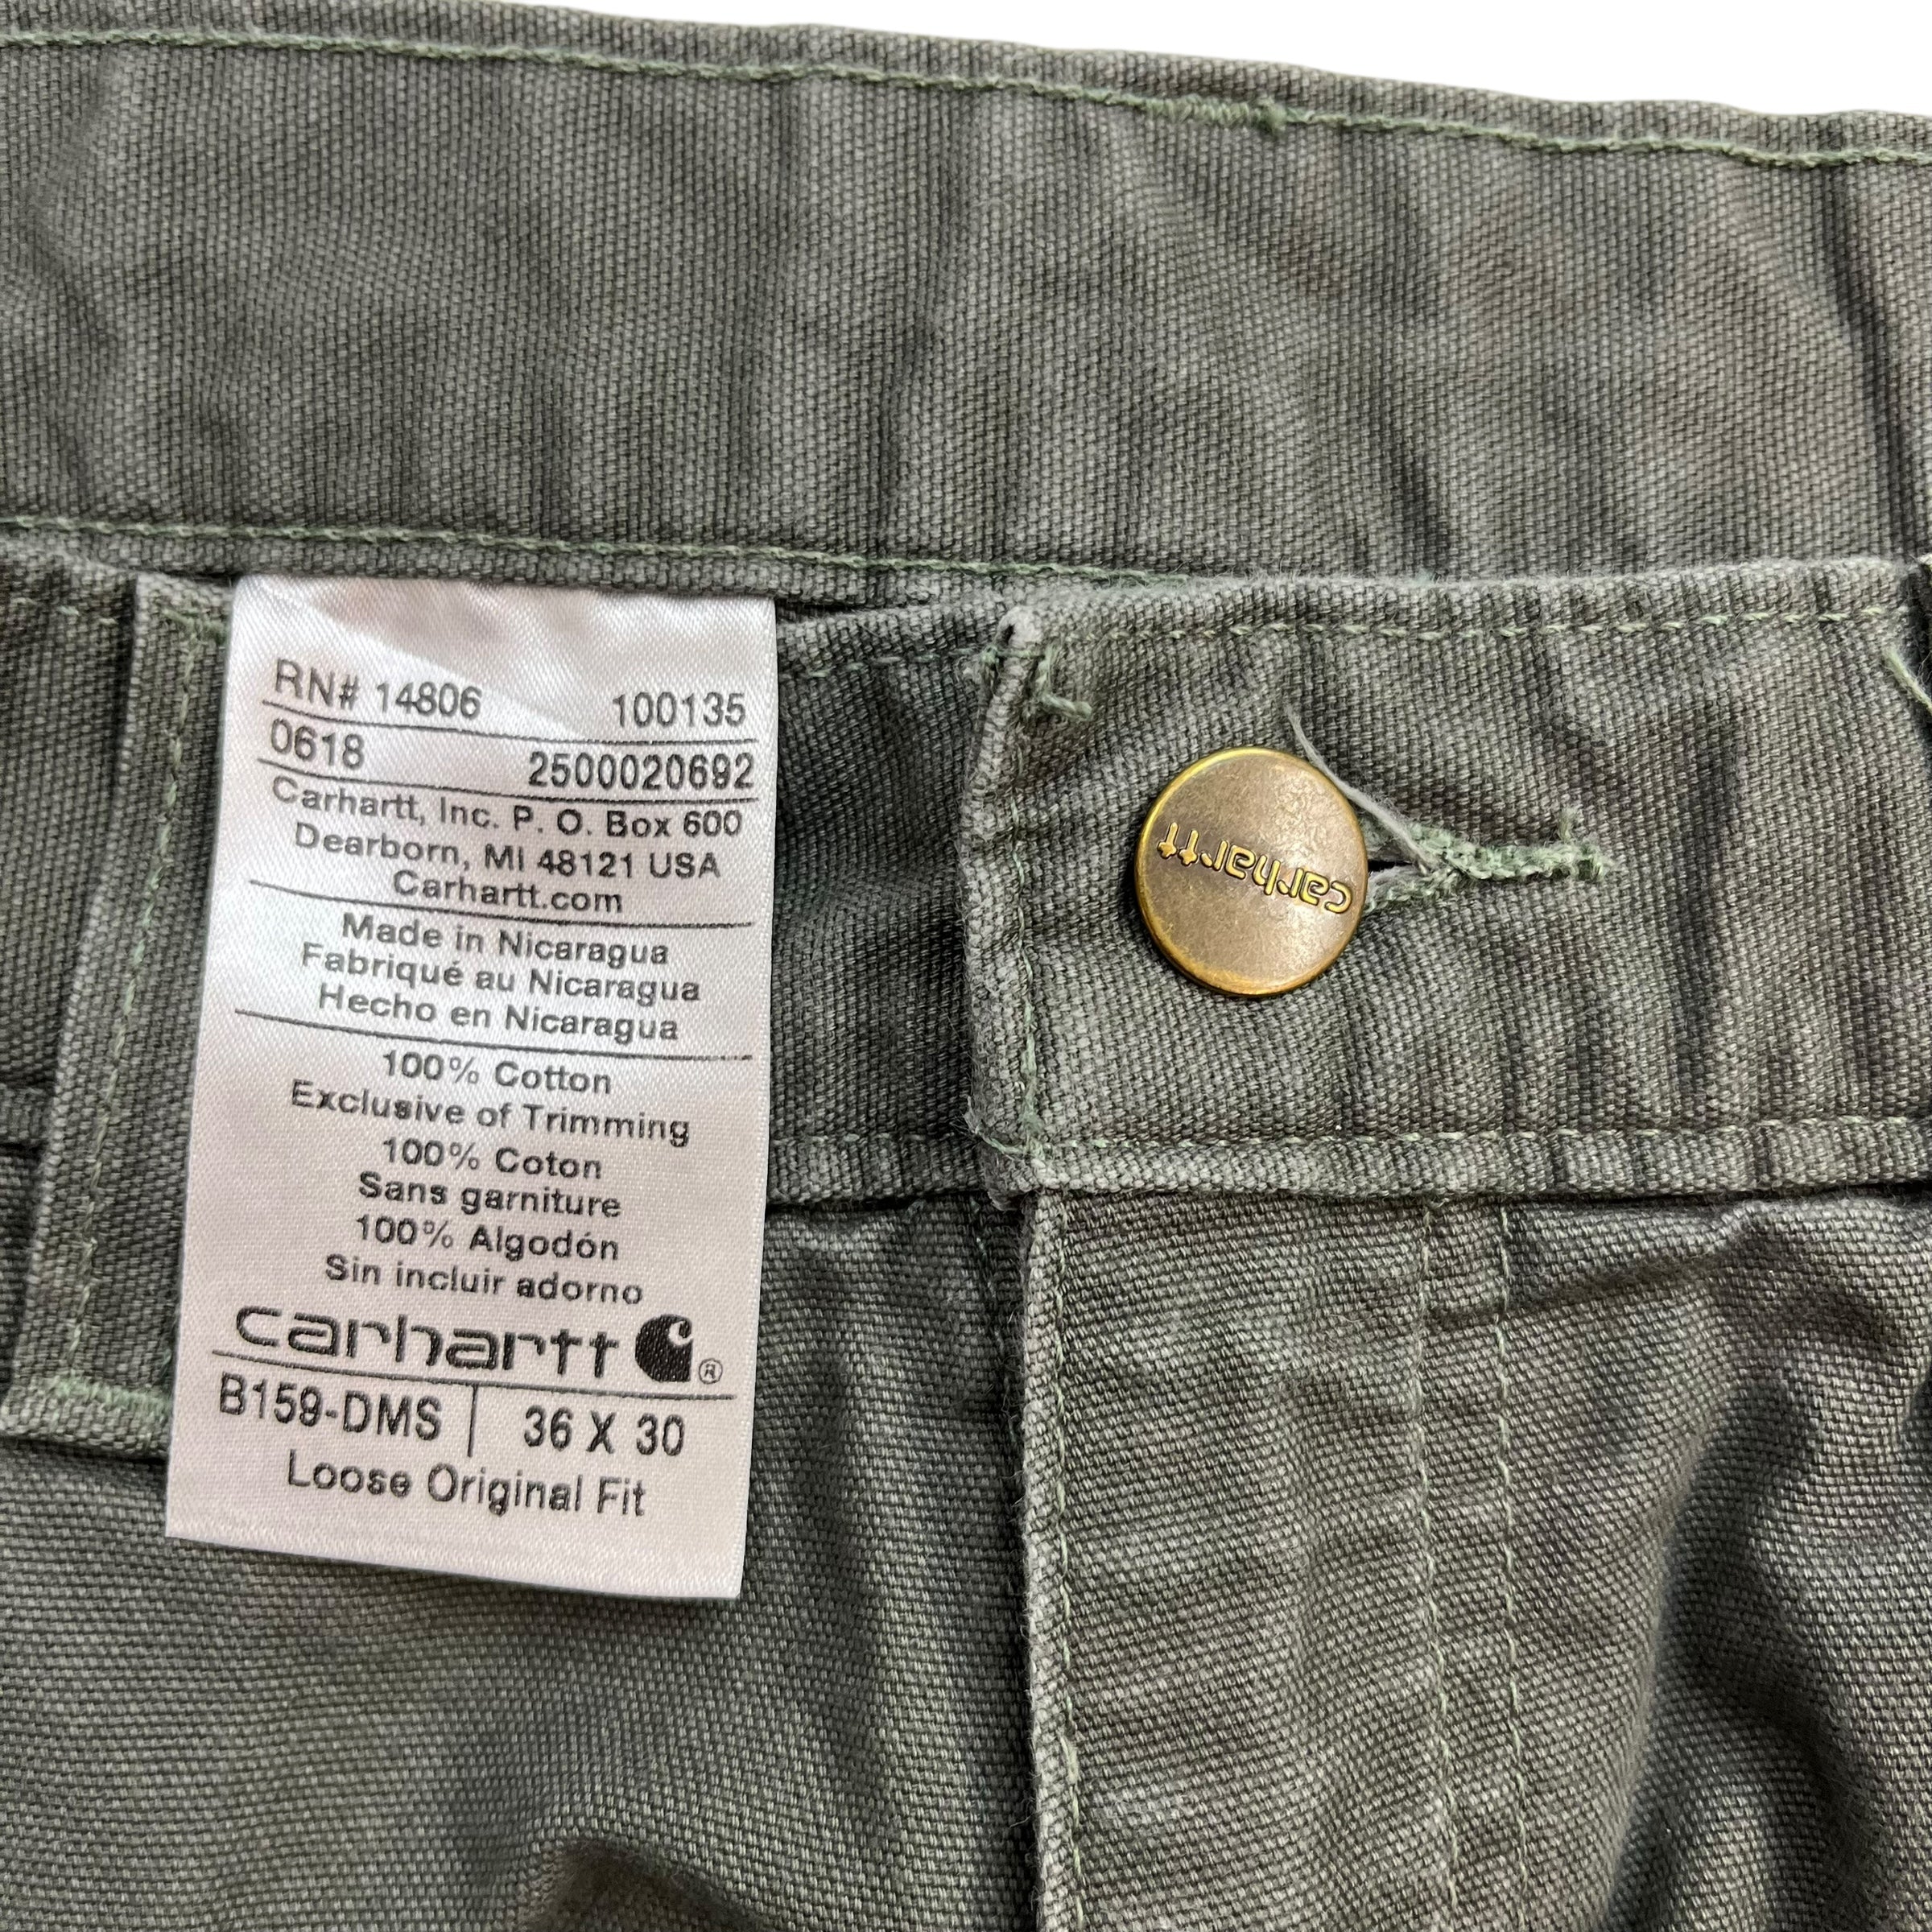 RN# 14806 100135
0618 2500020692
Carhartt, Inc. P. O. Box 600
Dearborn, MI 48121 USA
Carhartt.com
Made in Nicaragua
Fabriqué au Nicaragua
Hecho en Nicaragua
100% Cotton
Exclusive of Trimming
100% Coton
Sans garniture
100% Algodón
Sin incluir adorno
carhartt ®
B159-DMS | 36 X 30
Loose Original Fit
carhartt